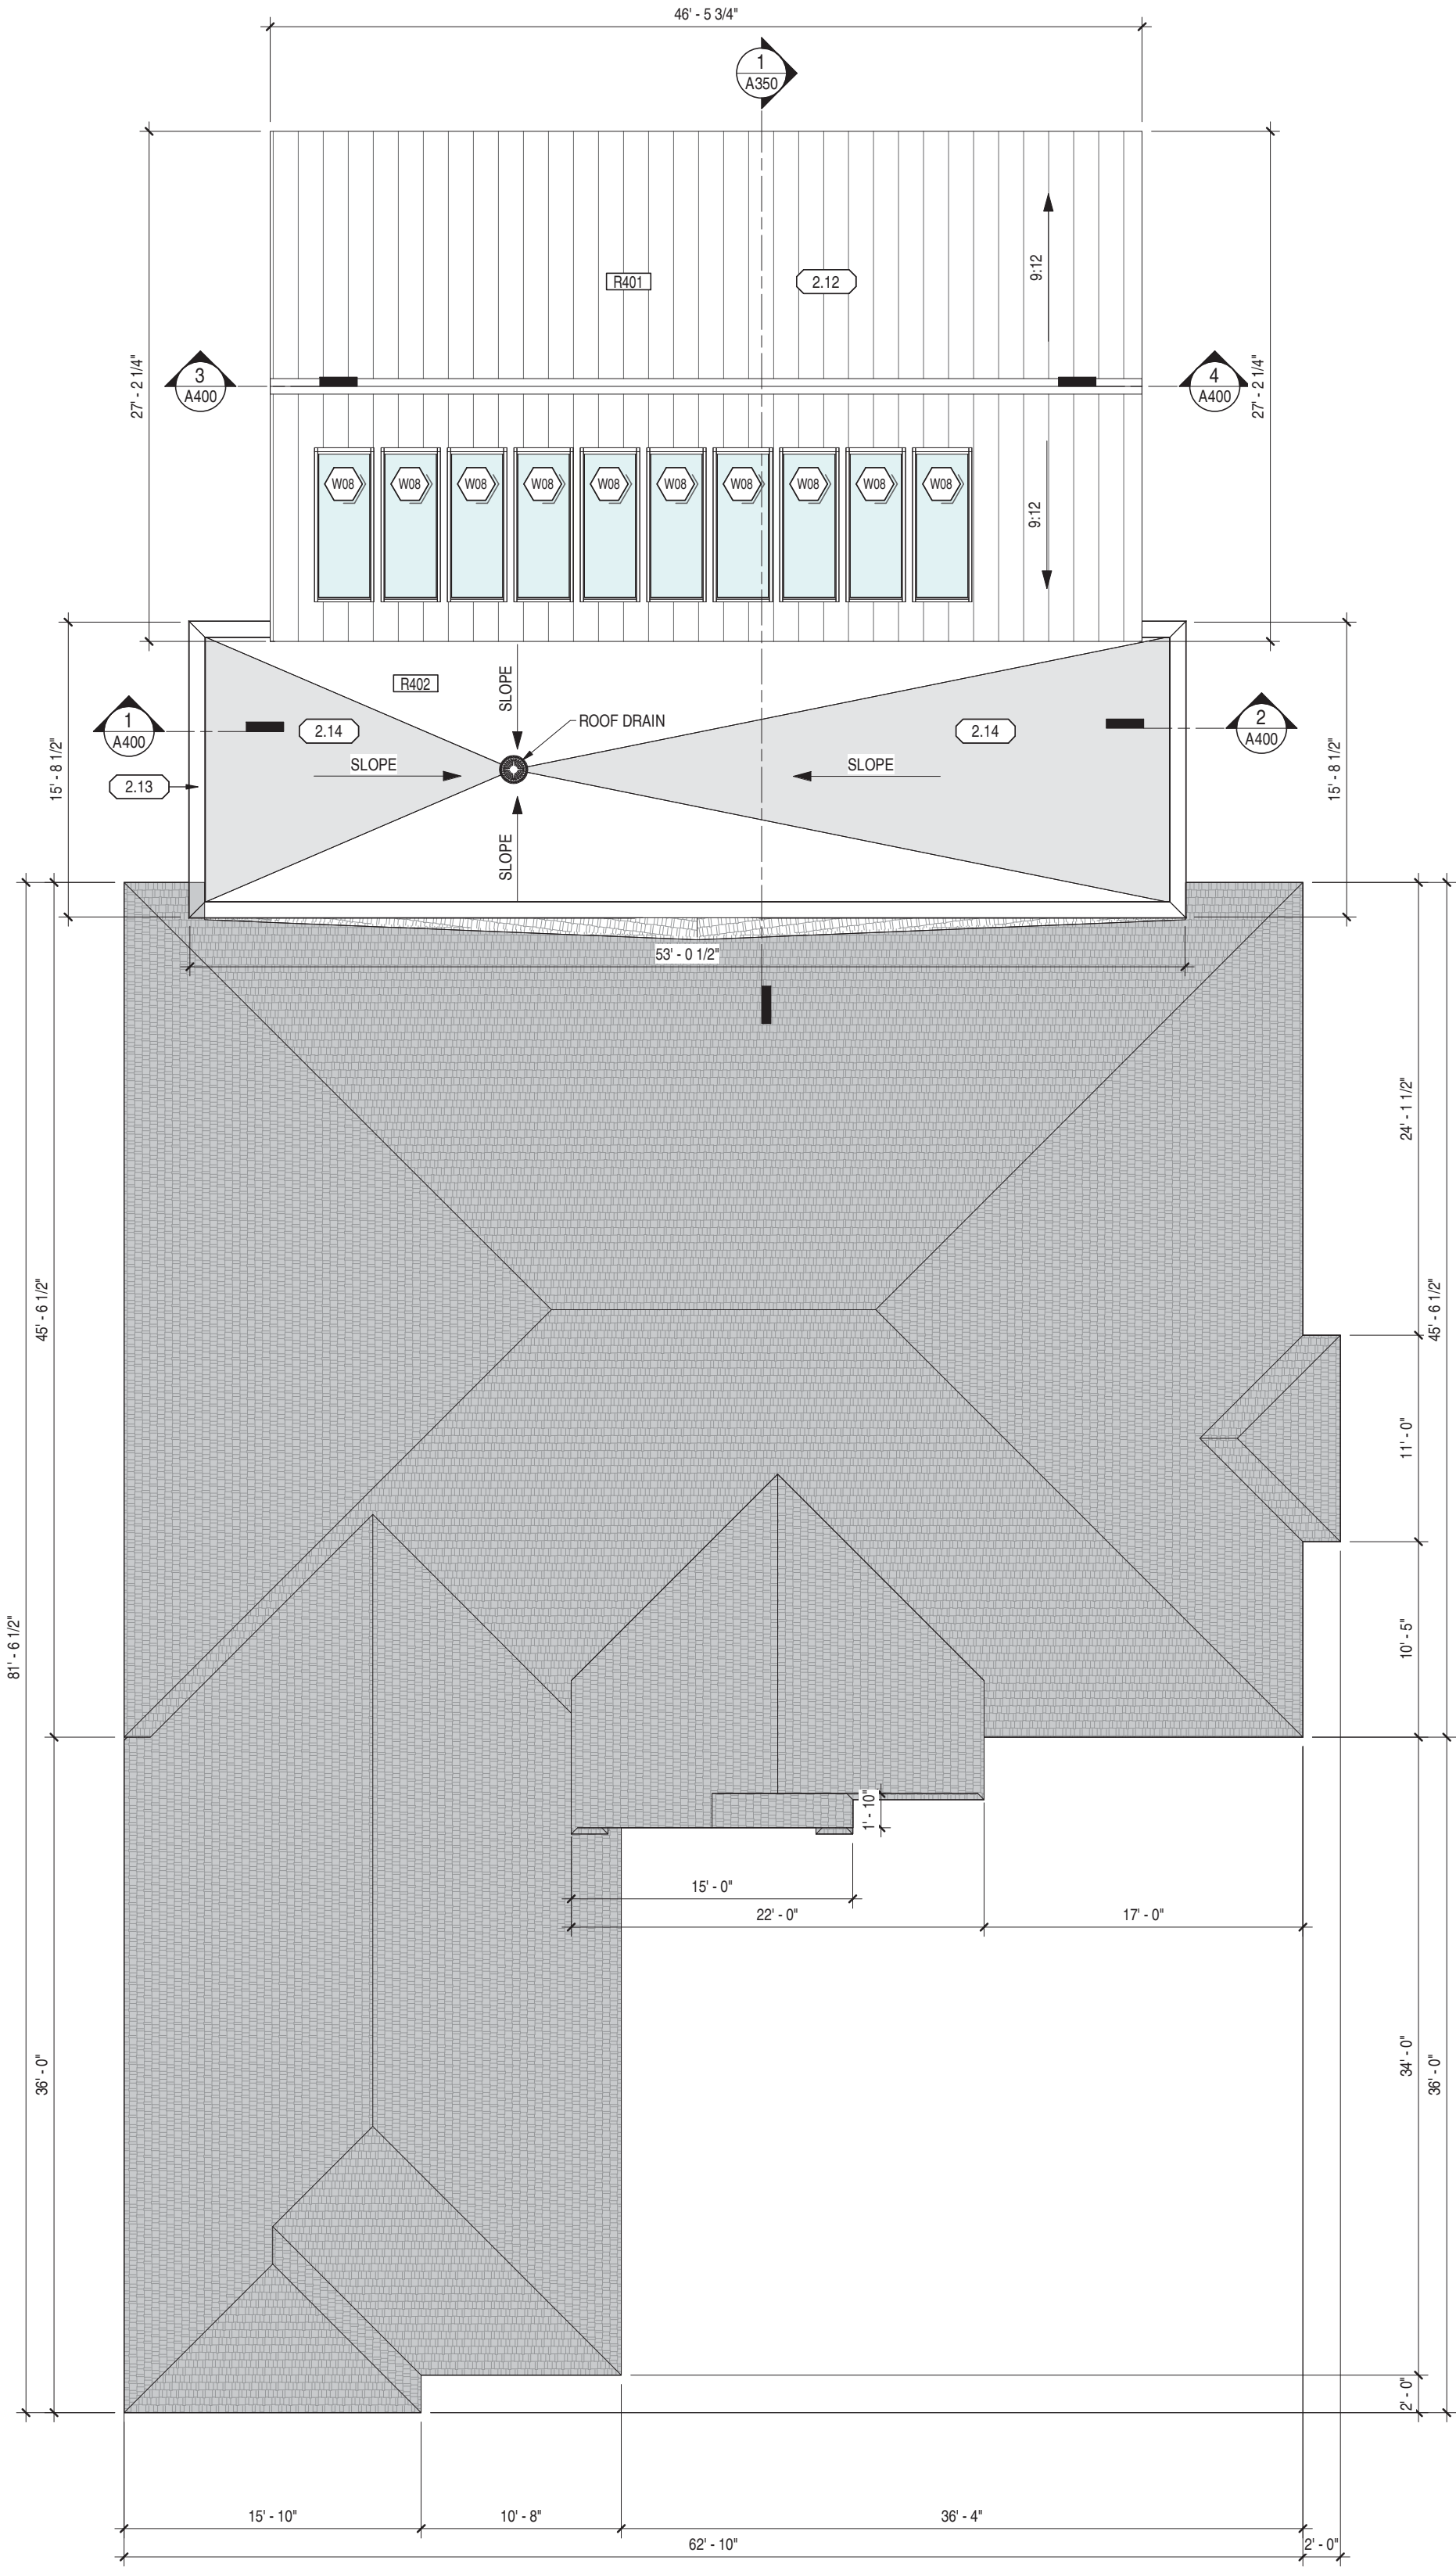 46' - 5 3/4"
1
A350
R401
2.12
9:12
27' - 2 1/4"
27' - 2 1/4"
3
A400
4
A400
W08 W08 W08 W08 W08 W08 W08 W08 W08 W08
9:12
R402
SLOPE
ROOF DRAIN
1
A400
2.14
2.14
2
A400
SLOPE
SLOPE
2.13
15' - 8 1/2"
15' - 8 1/2"
SLOPE
53' - 0 1/2"
24' - 1 1/2"
45' - 6 1/2"
45' - 6 1/2"
11' - 0"
81' - 6 1/2"
10' - 5"
1' - 10"
15' - 0"
22' - 0"
17' - 0"
36' - 0"
34' - 0"
36' - 0"
2' - 0"
15' - 10"
10' - 8"
36' - 4"
62' - 10"
2' - 0"